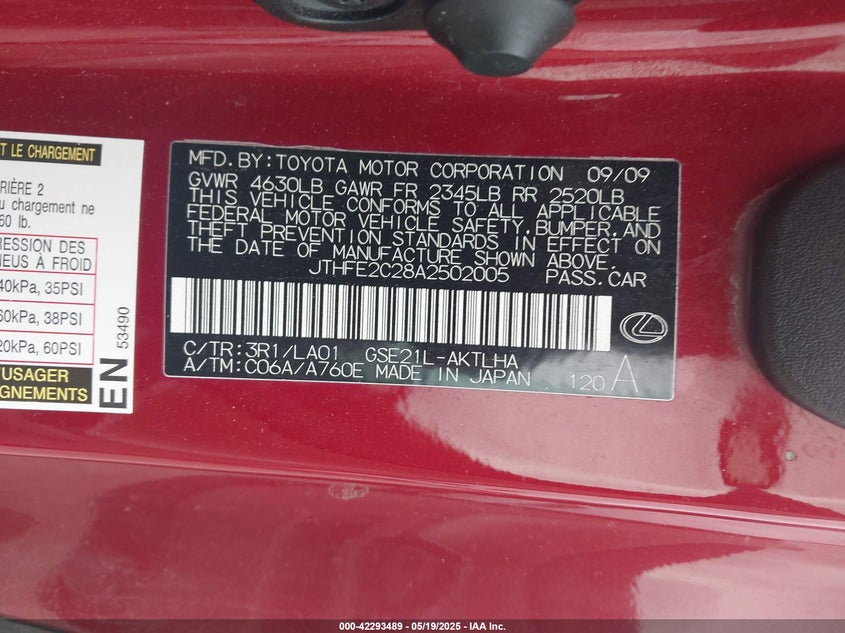 ET LE CHARGEMENT
RIÈRE 2
u chargement ne
60 lb.
RESSION DES
NEUS À FROID
40kPa, 35PSI
60kPa, 38PSI
20kPa, 60PSI
'USAGER
IGNEMENTS
EN 53490
MFD.BY:TOYOTA MOTOR CORPORATION 09/09
GVWR 4630LB GAWR FR 2345LB RR 2520LB
THIS VEHICLE CONFORMS TO ALL APPLICABLE
FEDERAL MOTOR VEHICLE SAFETY,BUMPER,AND
THEFT PREVENTION STANDARDS IN EFFECT ON
THE DATE OF MANUFACTURE SHOWN ABOVE.
JTHFE2C28A2502005 PASS.CAR
C/TR:3R1/LA01 GSE21L-AKTLHA
A/TM:C06A/A760E MADE IN JAPAN 120 A
000-42293489 - 05/19/2025 - IAA Inc.